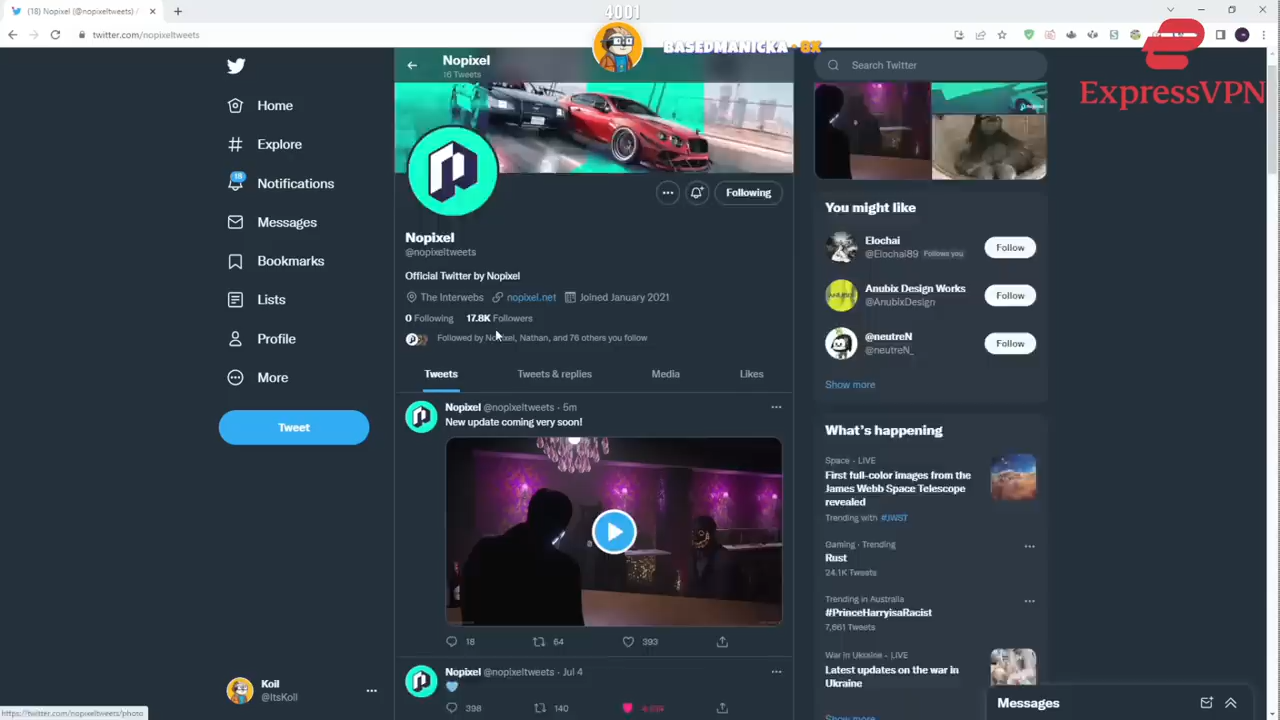 (18) Nopixel (@nopixeltweets) /
twitter.com/nopixeltweets
4001
BASEDMANICKA - 8X
ExpressVPN
Home
Explore
18
Notifications
Messages
Bookmarks
Lists
Profile
More
Tweet
Koil
@ItsKoil
https://twitter.com/nopixeltweets/photo
Nopixel
16 Tweets
Following
Nopixel
@nopixeltweets
Official Twitter by Nopixel
The Interwebs
nopixel.net
Joined January 2021
0 Following
17.8K Followers
Followed by Nopixel, Nathan, and 76 others you follow
Tweets
Tweets & replies
Media
Likes
Nopixel @nopixeltweets · 5m
New update coming very soon!
18
64
393
Nopixel @nopixeltweets · Jul 4
398
140
Search Twitter
You might like
Elochai
@Elochai89 Follows you
Follow
Anubix Design Works
@AnubixDesign
Follow
@neutreN
@neutreN_
Follow
Show more
What's happening
Space · LIVE
First full-color images from the
James Webb Space Telescope
revealed
Trending with #JWST
Gaming · Trending
Rust
24.1K Tweets
Trending in Australia
#PrinceHarryisaRacist
7,661 Tweets
War in Ukraine · LIVE
Latest updates on the war in
Ukraine
Show more
Messages